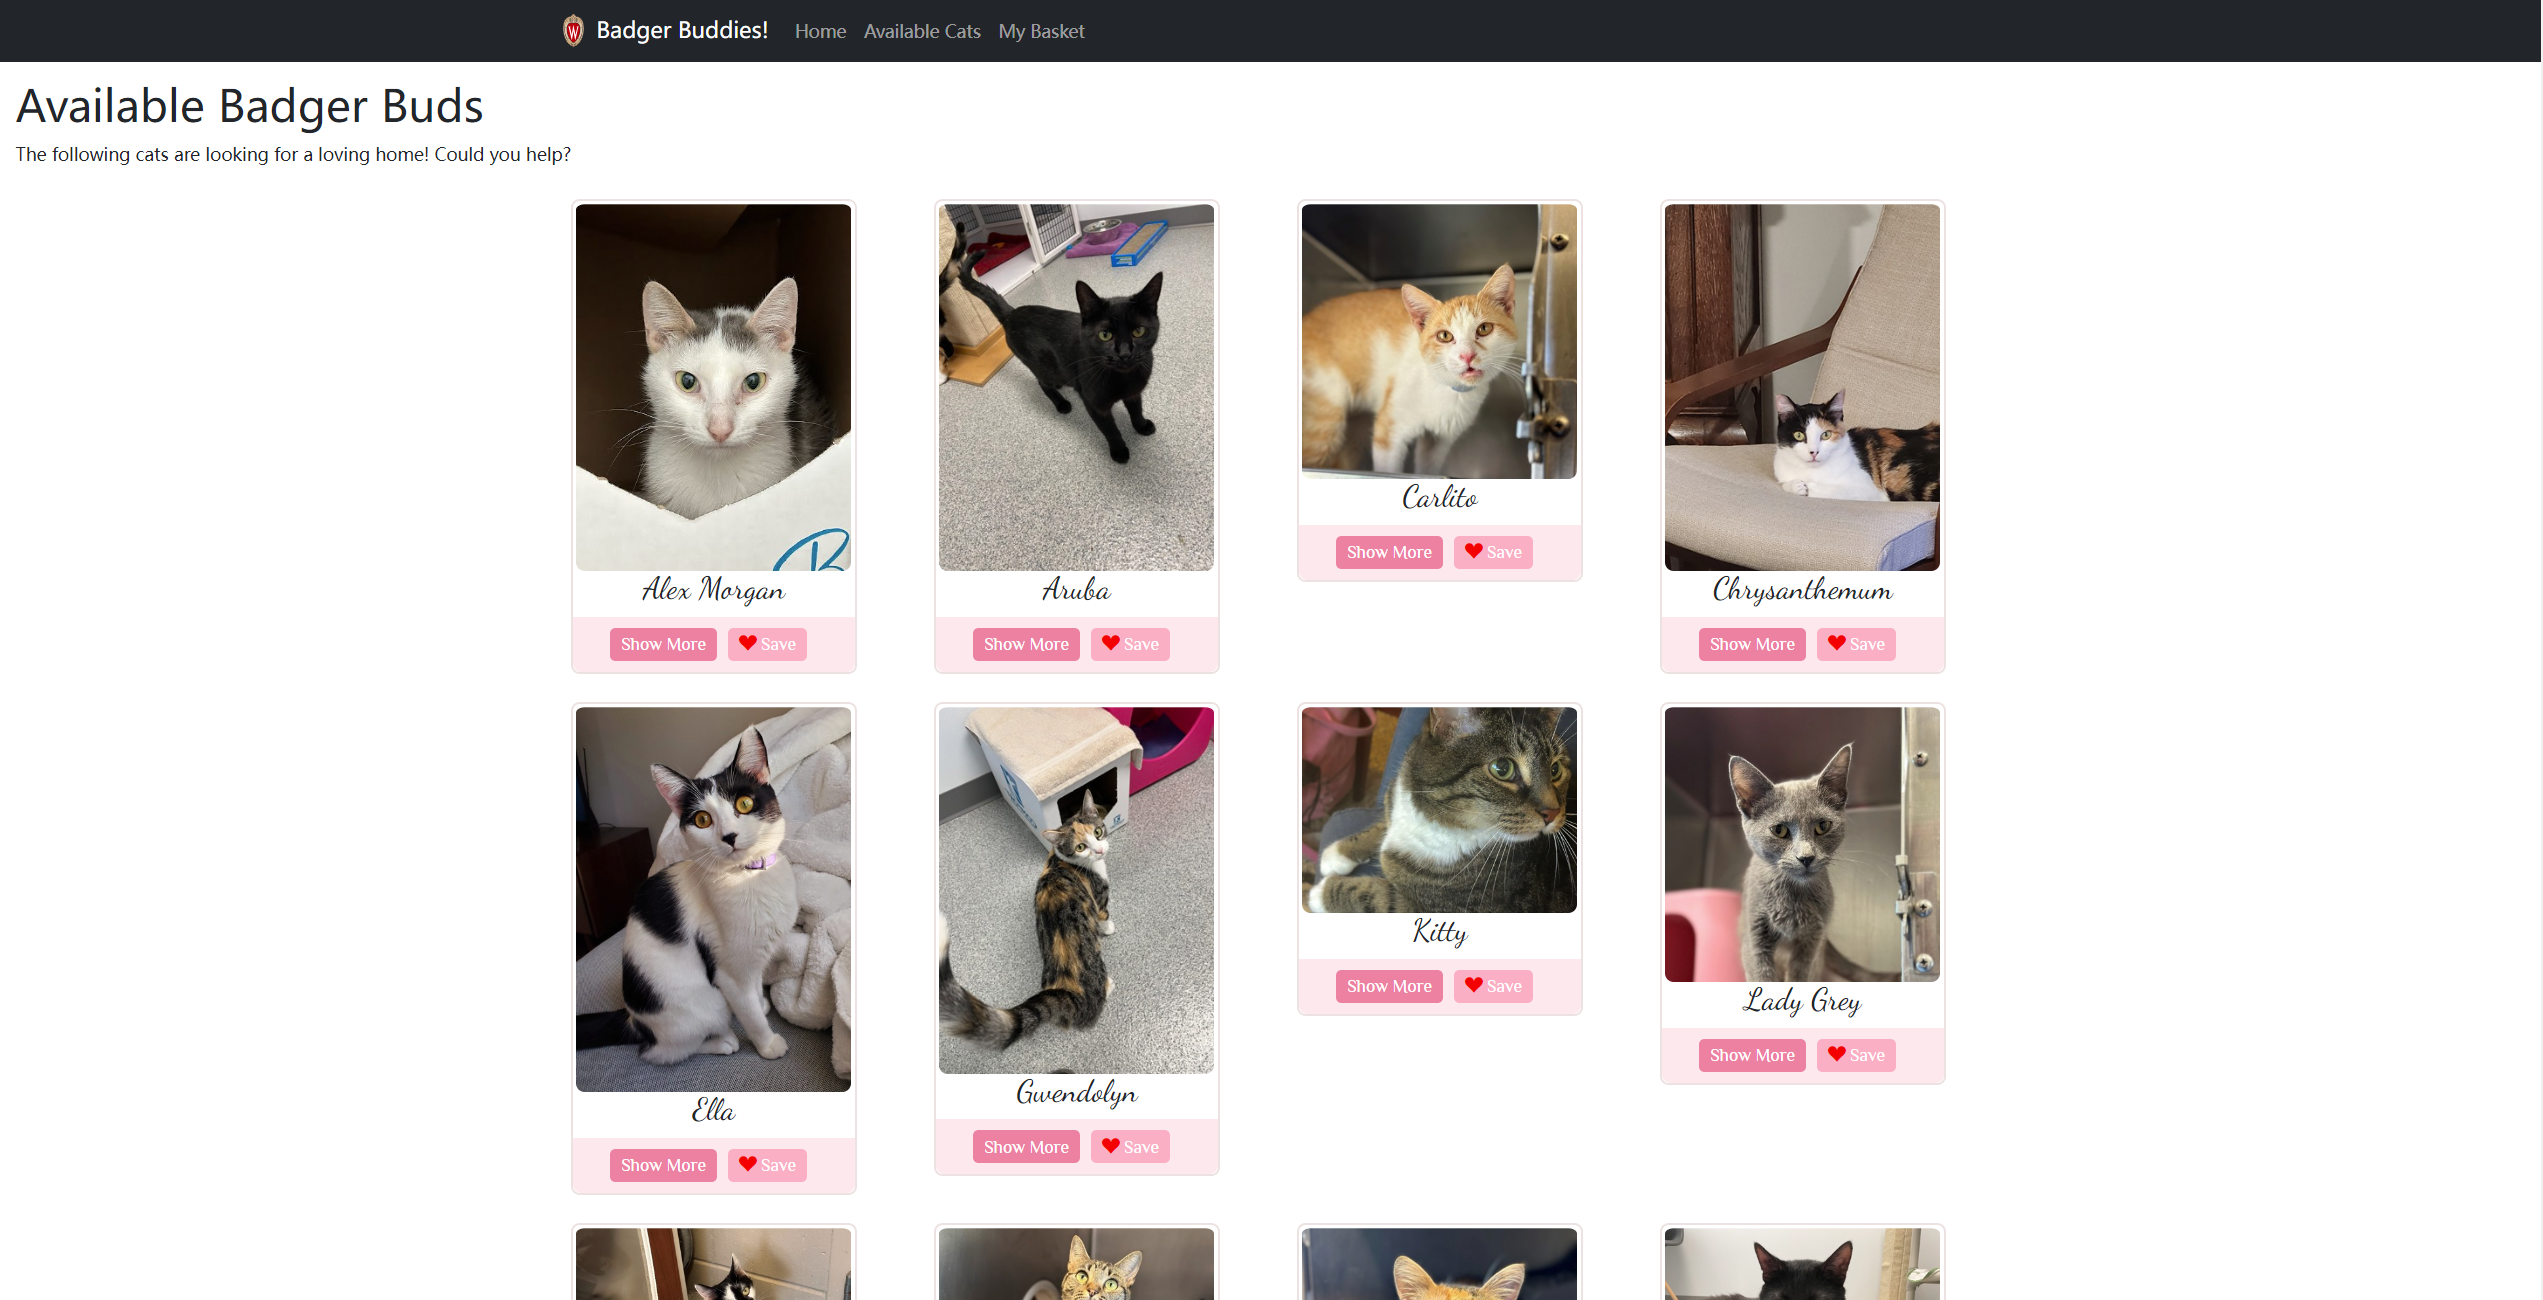 W Badger Buddies! Home Available Cats My Basket
Available Badger Buds
The following cats are looking for a loving home! Could you help?
Alex Morgan
Show More Save
Aruba
Show More Save
Carlito
Show More Save
Chrysanthemum
Show More Save
Ella
Show More Save
Gwendolyn
Show More Save
Kitty
Show More Save
Lady Grey
Show More Save